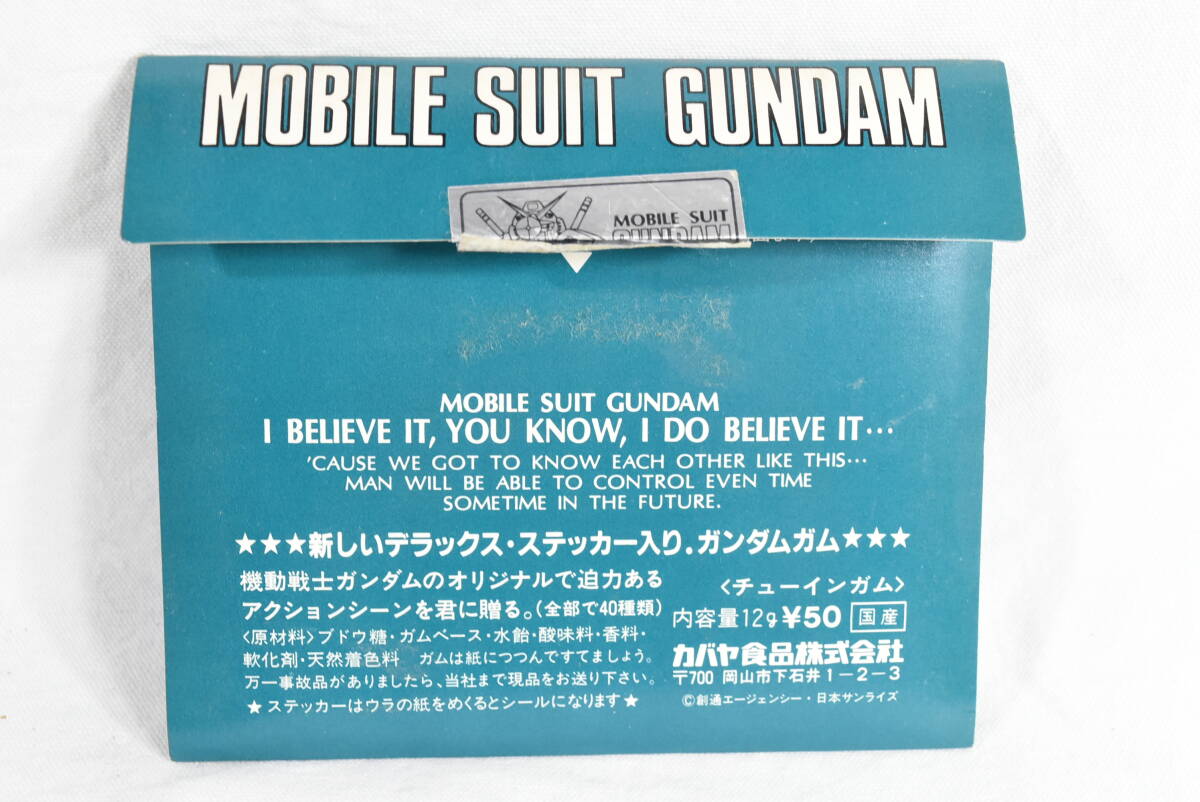 MOBILE SUIT GUNDAM
MOBILE SUIT
GUNDAM
MOBILE SUIT GUNDAM
I BELIEVE IT, YOU KNOW, I DO BELIEVE IT…
'CAUSE WE GOT TO KNOW EACH OTHER LIKE THIS…
MAN WILL BE ABLE TO CONTROL EVEN TIME
SOMETIME IN THE FUTURE.
★★★新しいデラックス・ステッカー入り.ガンダムガム★★★
機動戦士ガンダムのオリジナルで迫力ある
アクションシーンを君に贈る。(全部で40種類)
〈原材料〉ブドウ糖・ガムベース・水飴・酸味料・香料・
軟化剤・天然着色料 ガムは紙につつんですてましょう。
万一事故品がありましたら、当社まで現品をお送り下さい。
★ステッカーはウラの紙をめくるとシールになります★
〈チューインガム〉
内容量12g ¥50 国産
カバヤ食品株式会社
〒700 岡山市下石井1-2-3
©創通エージェンシー・日本サンライズ